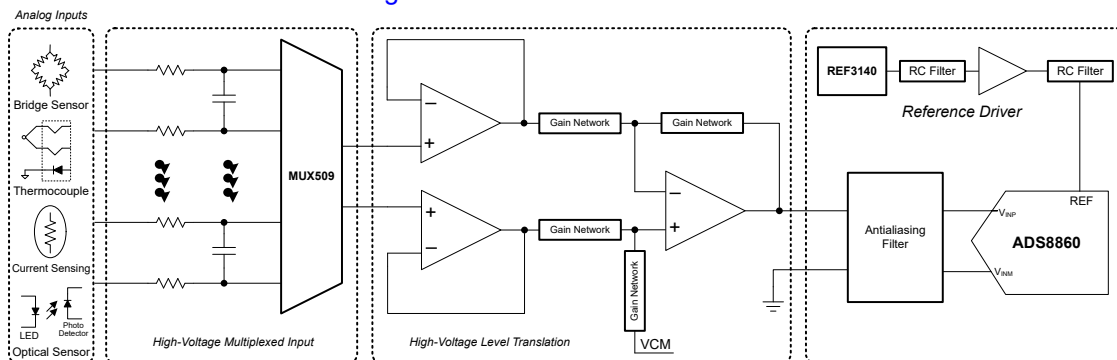 Analog Inputs
Bridge Sensor
Thermocouple
Current Sensing
LED
Photo
Detector
Optical Sensor
MUX509
High-Voltage Multiplexed Input
Gain Network
Gain Network
Gain Network
Gain Network
VCM
High-Voltage Level Translation
REF3140
RC Filter
RC Filter
Reference Driver
Antialiasing
Filter
VINP
REF
ADS8860
VINM